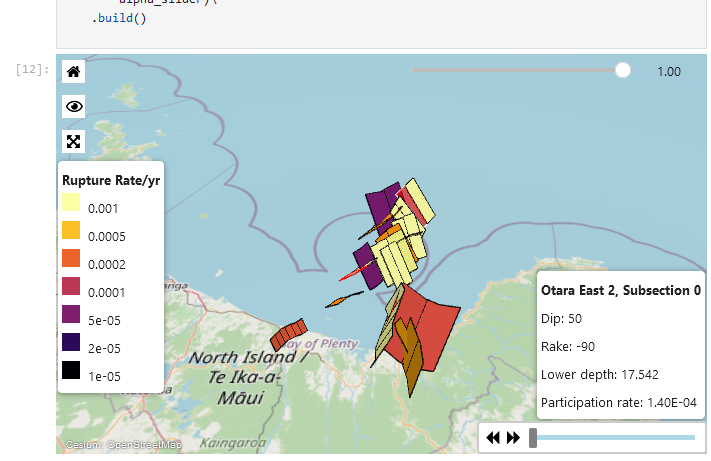 alpha_slider)\
.build()
[12]:
1.00
Rupture Rate/yr
0.001
0.0005
0.0002
0.0001
5e-05
2e-05
1e-05
anga
Bay of Plenty
North Island /
Te Ika-a-
Māui
Kaingaroa
Cesium, OpenStreetMap
Otara East 2, Subsection 0
Dip: 50
Rake: -90
Lower depth: 17.542
Participation rate: 1.40E-04